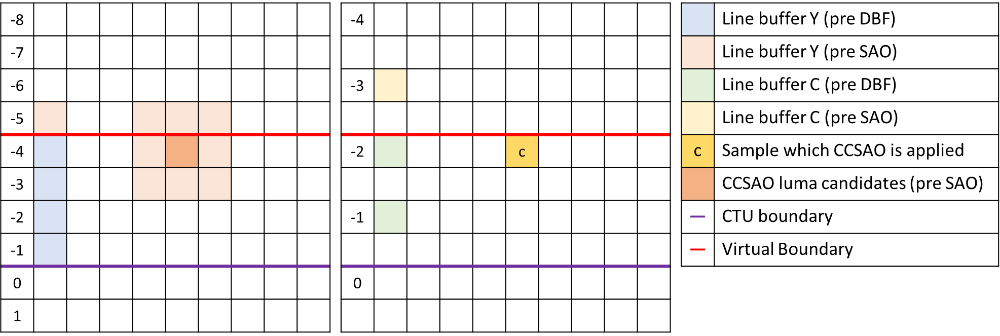 -8
-7
-6
-5
-4
-3
-2
-1
0
1
-4
-3
-2
c
-1
0
Line buffer Y (pre DBF)
Line buffer Y (pre SAO)
Line buffer C (pre DBF)
Line buffer C (pre SAO)
c Sample which CCSAO is applied
CCSAO luma candidates (pre SAO)
CTU boundary
Virtual Boundary